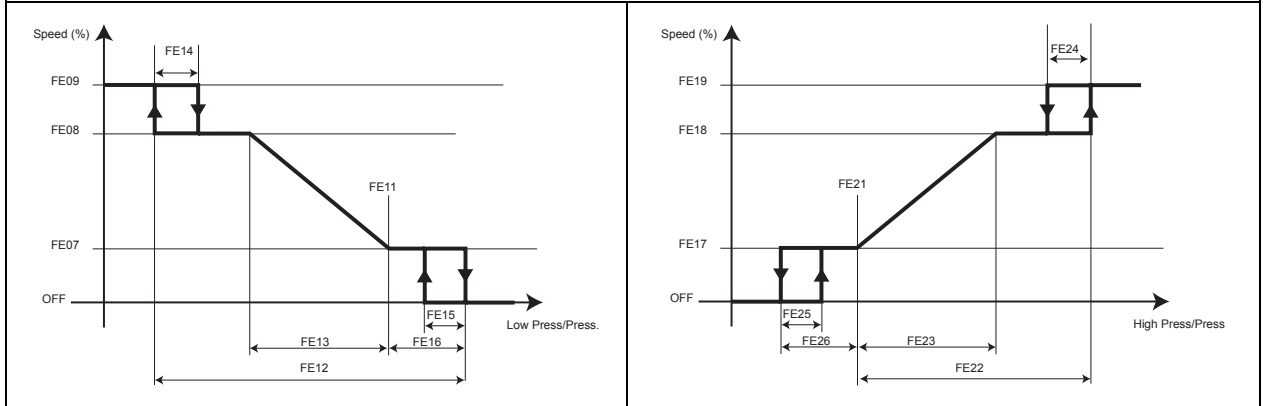 Speed (%)
FE14
FE09
FE08
FE11
FE07
OFF
FE15
Low Press/Press.
FE13
FE16
FE12
Speed (%)
FE24
FE19
FE18
FE21
FE17
OFF
FE25
High Press/Press
FE26
FE23
FE22